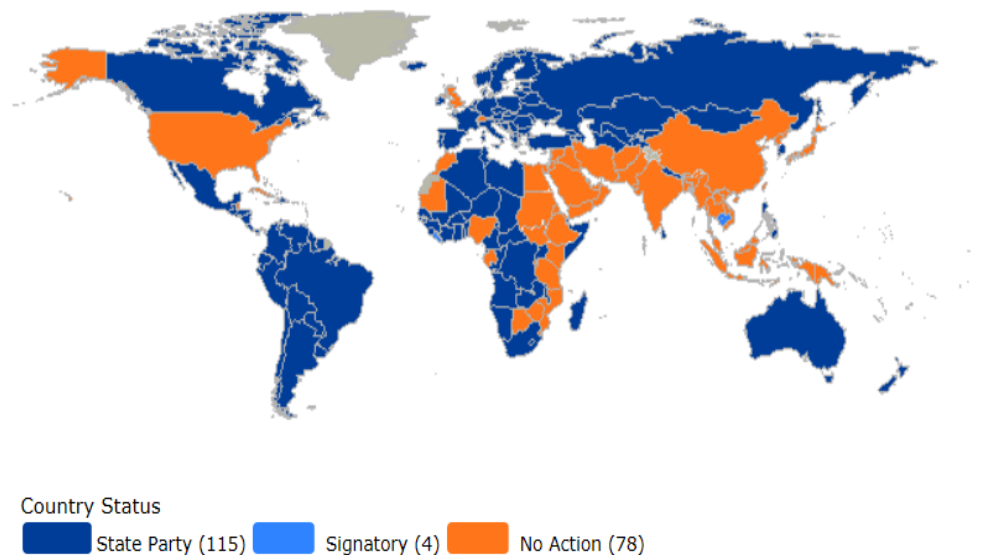 Country Status
State Party (115) Signatory (4) No Action (78)